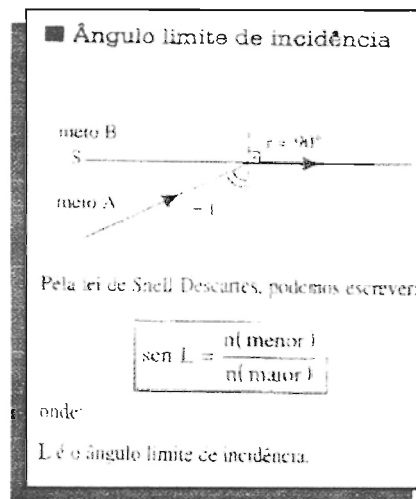 Ângulo limite de incidência
meio B
r = 90°
S
meio A
Pela lei de Snell Descartes, podemos escrever:
sen L = n(menor) / n(maior)
onde:
L é o ângulo limite de incidência.